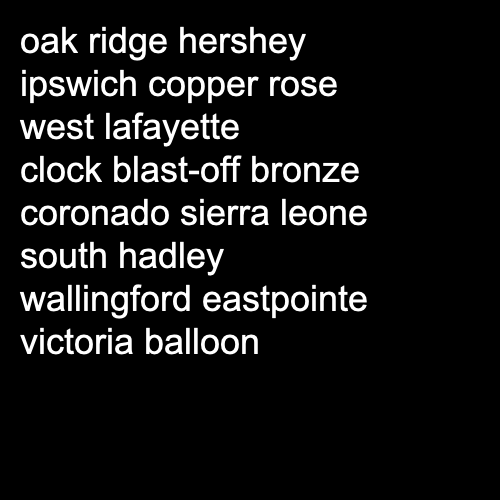 oak ridge hershey
ipswich copper rose
west lafayette
clock blast-off bronze
coronado sierra leone
south hadley
wallingford eastpointe
victoria balloon